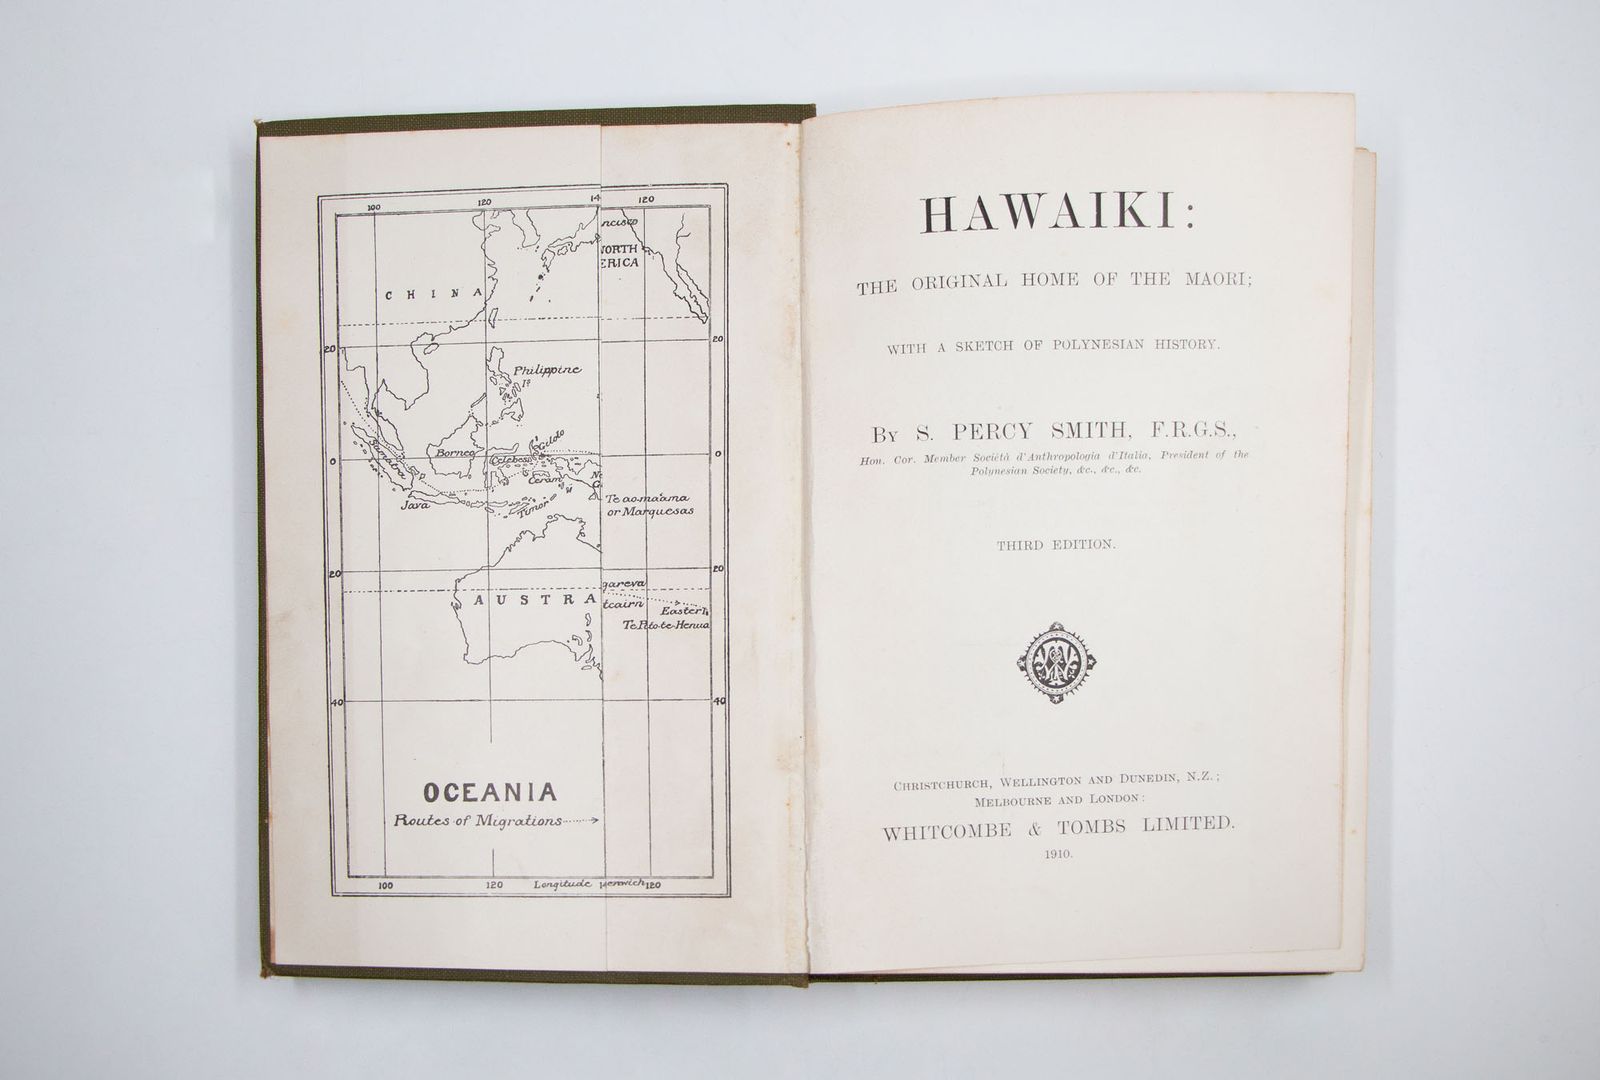 100 120 14 120
ncisco
NORTH
ERICA
CHINA
20 20
Philippine
Is
Gilolo
Borneo
Celebes
0 0
Sumatra
Ceram
N
G
Java
Timor
Te ao-ma'ama
or Marquesas
20 20
gareva
AUSTRA
tcairn
Easter I.
Te Pito-te-Henua
40 40
OCEANIA
Routes of Migrations
100 120 Longitude eenwich 120
HAWAIKI:
THE ORIGINAL HOME OF THE MAORI;
WITH A SKETCH OF POLYNESIAN HISTORY.
By S. PERCY SMITH, F.R.G.S.,
Hon. Cor. Member Société d'Anthropologia d'Italia, President of the
Polynesian Society, &c., &c., &c.
THIRD EDITION.
Christchurch, Wellington and Dunedin, N.Z.;
Melbourne and London:
WHITCOMBE & TOMBS LIMITED.
1910.